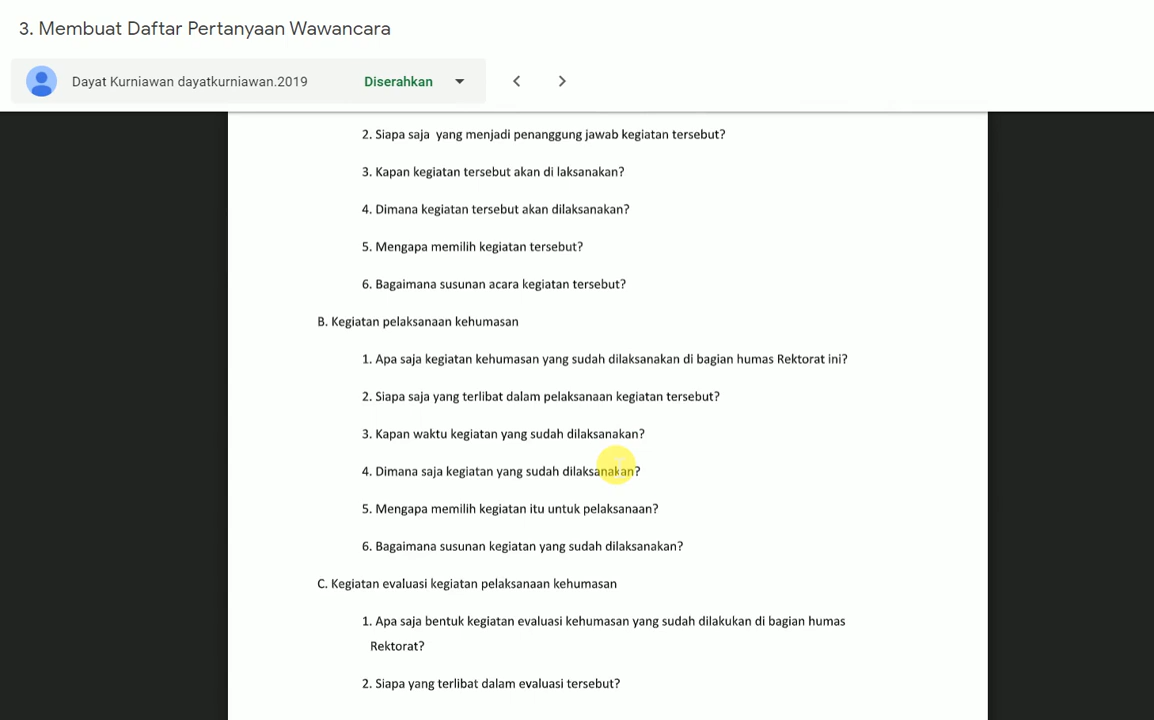 3. Membuat Daftar Pertanyaan Wawancara
Dayat Kurniawan dayatkurniawan.2019 Diserahkan
2. Siapa saja yang menjadi penanggung jawab kegiatan tersebut?
3. Kapan kegiatan tersebut akan di laksanakan?
4. Dimana kegiatan tersebut akan dilaksanakan?
5. Mengapa memilih kegiatan tersebut?
6. Bagaimana susunan acara kegiatan tersebut?
B. Kegiatan pelaksanaan kehumasan
1. Apa saja kegiatan kehumasan yang sudah dilaksanakan di bagian humas Rektorat ini?
2. Siapa saja yang terlibat dalam pelaksanaan kegiatan tersebut?
3. Kapan waktu kegiatan yang sudah dilaksanakan?
4. Dimana saja kegiatan yang sudah dilaksanakan?
5. Mengapa memilih kegiatan itu untuk pelaksanaan?
6. Bagaimana susunan kegiatan yang sudah dilaksanakan?
C. Kegiatan evaluasi kegiatan pelaksanaan kehumasan
1. Apa saja bentuk kegiatan evaluasi kehumasan yang sudah dilakukan di bagian humas
Rektorat?
2. Siapa yang terlibat dalam evaluasi tersebut?